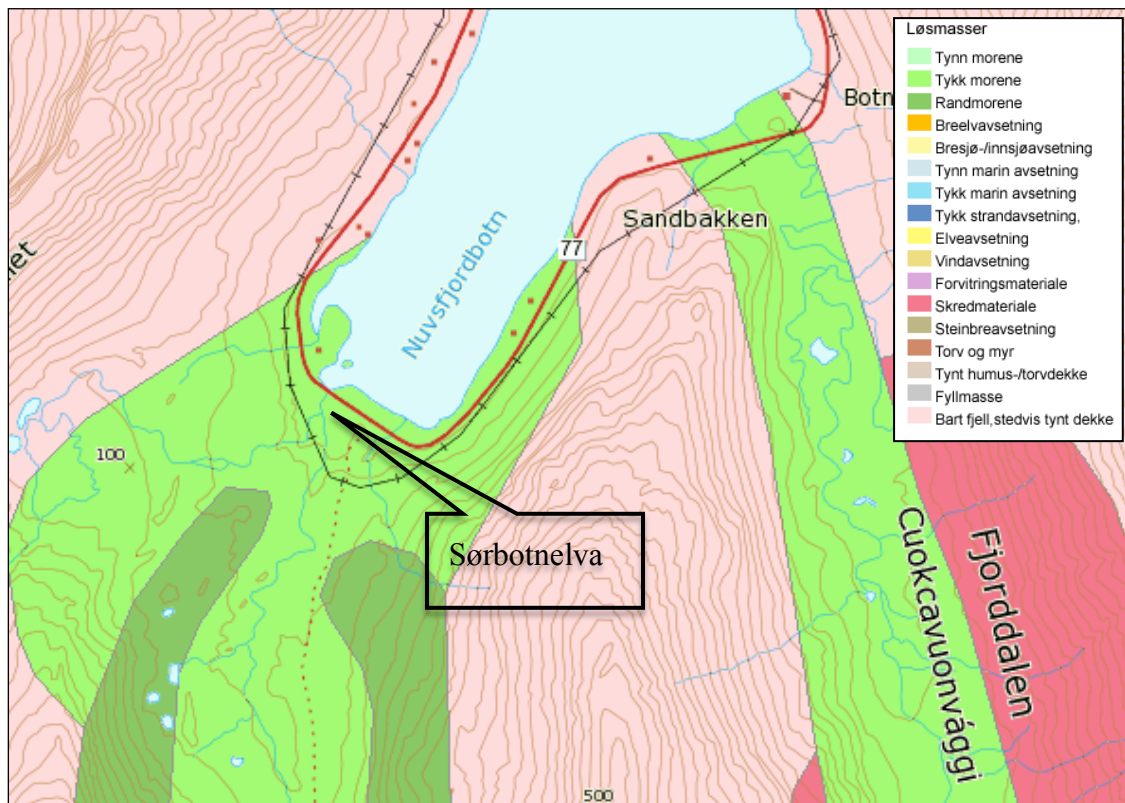 Løsmasser
Tynn morene
Tykk morene
Randmorene
Breelvavsetning
Bresjø-/innsjøavsetning
Tynn marin avsetning
Tykk marin avsetning
Tykk strandavsetning,
Elveavsetning
Vindavsetning
Forvitringsmateriale
Skredmateriale
Steinbreavsetning
Torv og myr
Tynt humus-/torvdekke
Fyllmasse
Bart fjell,stedvis tynt dekke
Botn
Sandbakken
77
Nuvsfjordbotn
100
Sørbotnelva
Cuokcavuonvággi
Fjorddalen
500